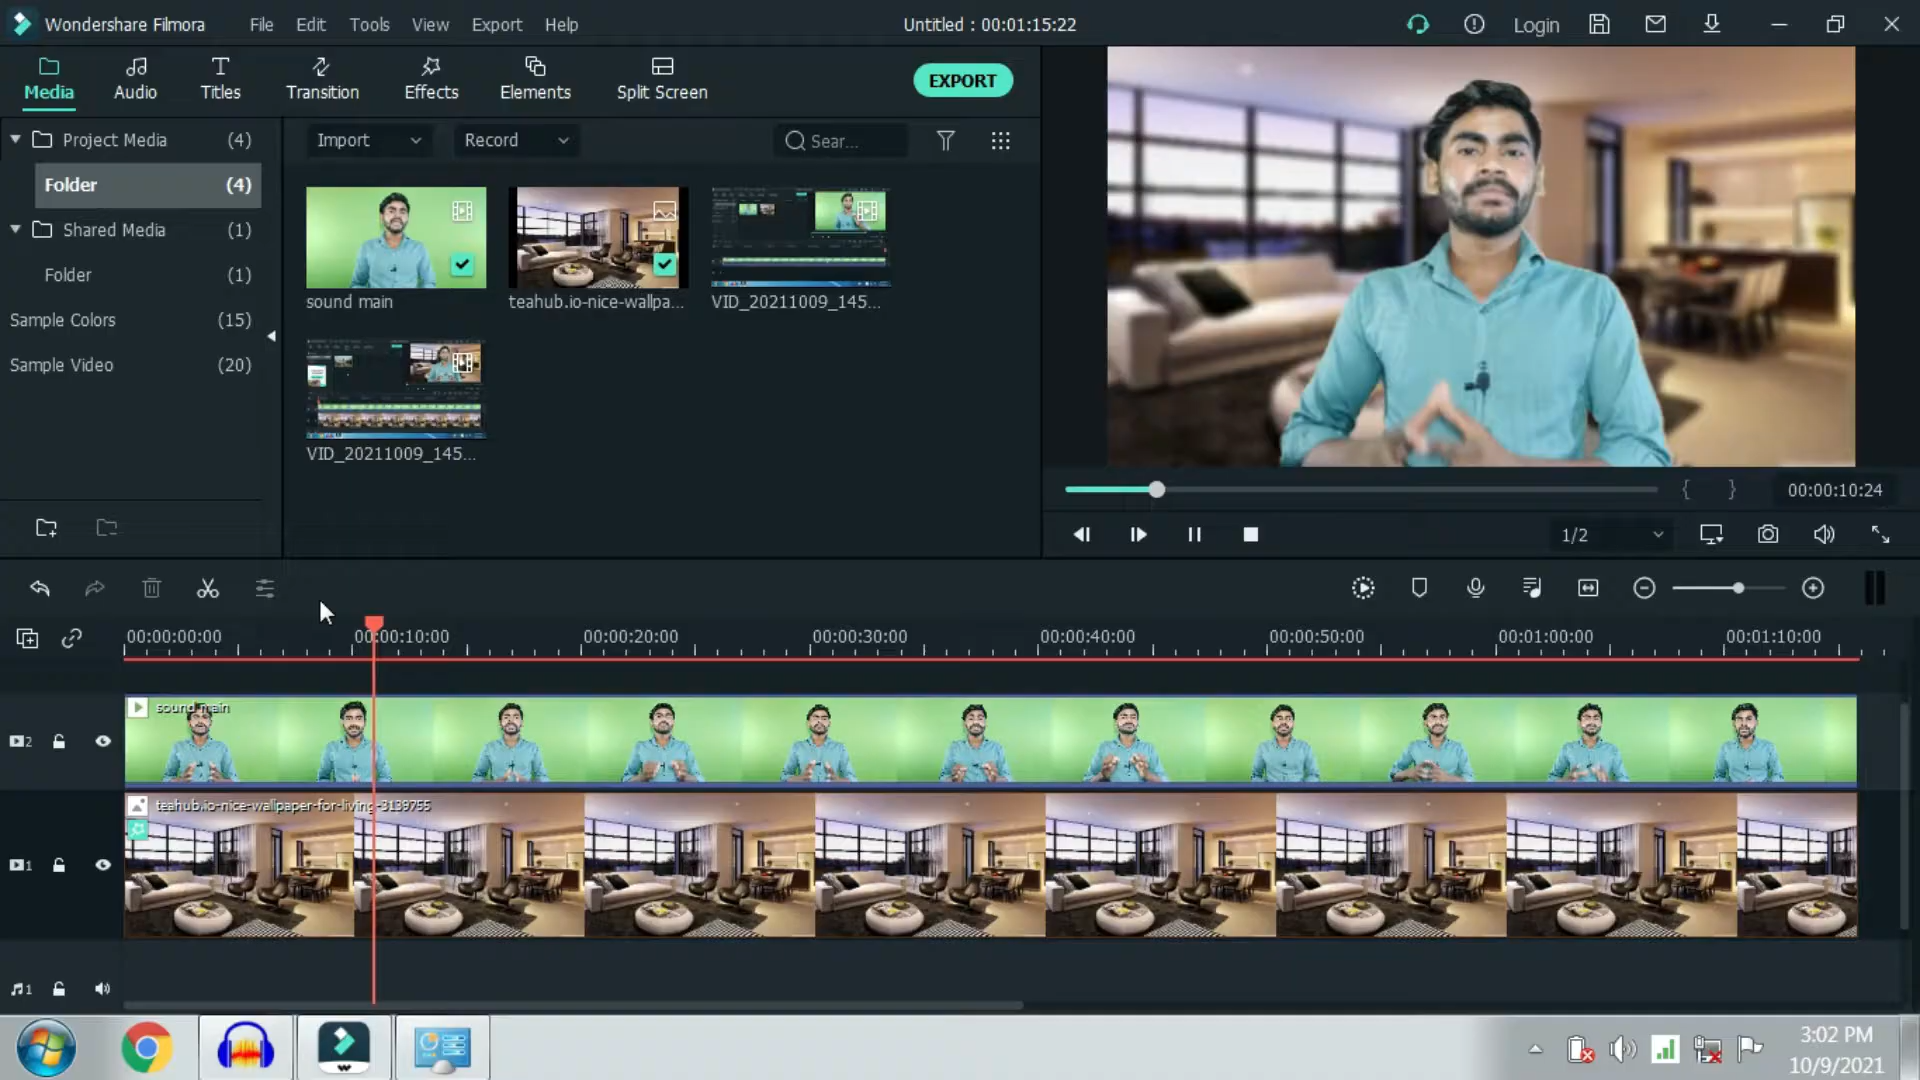 Wondershare Filmora File Edit Tools View Export Help Untitled : 00:01:15:22 Login
Media Audio Titles Transition Effects Elements Split Screen EXPORT
Project Media (4)
Folder (4)
Shared Media (1)
Folder (1)
Sample Colors (15)
Sample Video (20)
Import Record Sear...
sound main teahub.io-nice-wallpa... VID_20211009_145...
VID_20211009_145...
{ } 00:00:10:24
1/2
00:00:00:00 00:00:10:00 00:00:20:00 00:00:30:00 00:00:40:00 00:00:50:00 00:01:00:00 00:01:10:00
2 sound main
1 teahub.io-nice-wallpaper-for-living-3139755
1
3:02 PM
10/9/2021